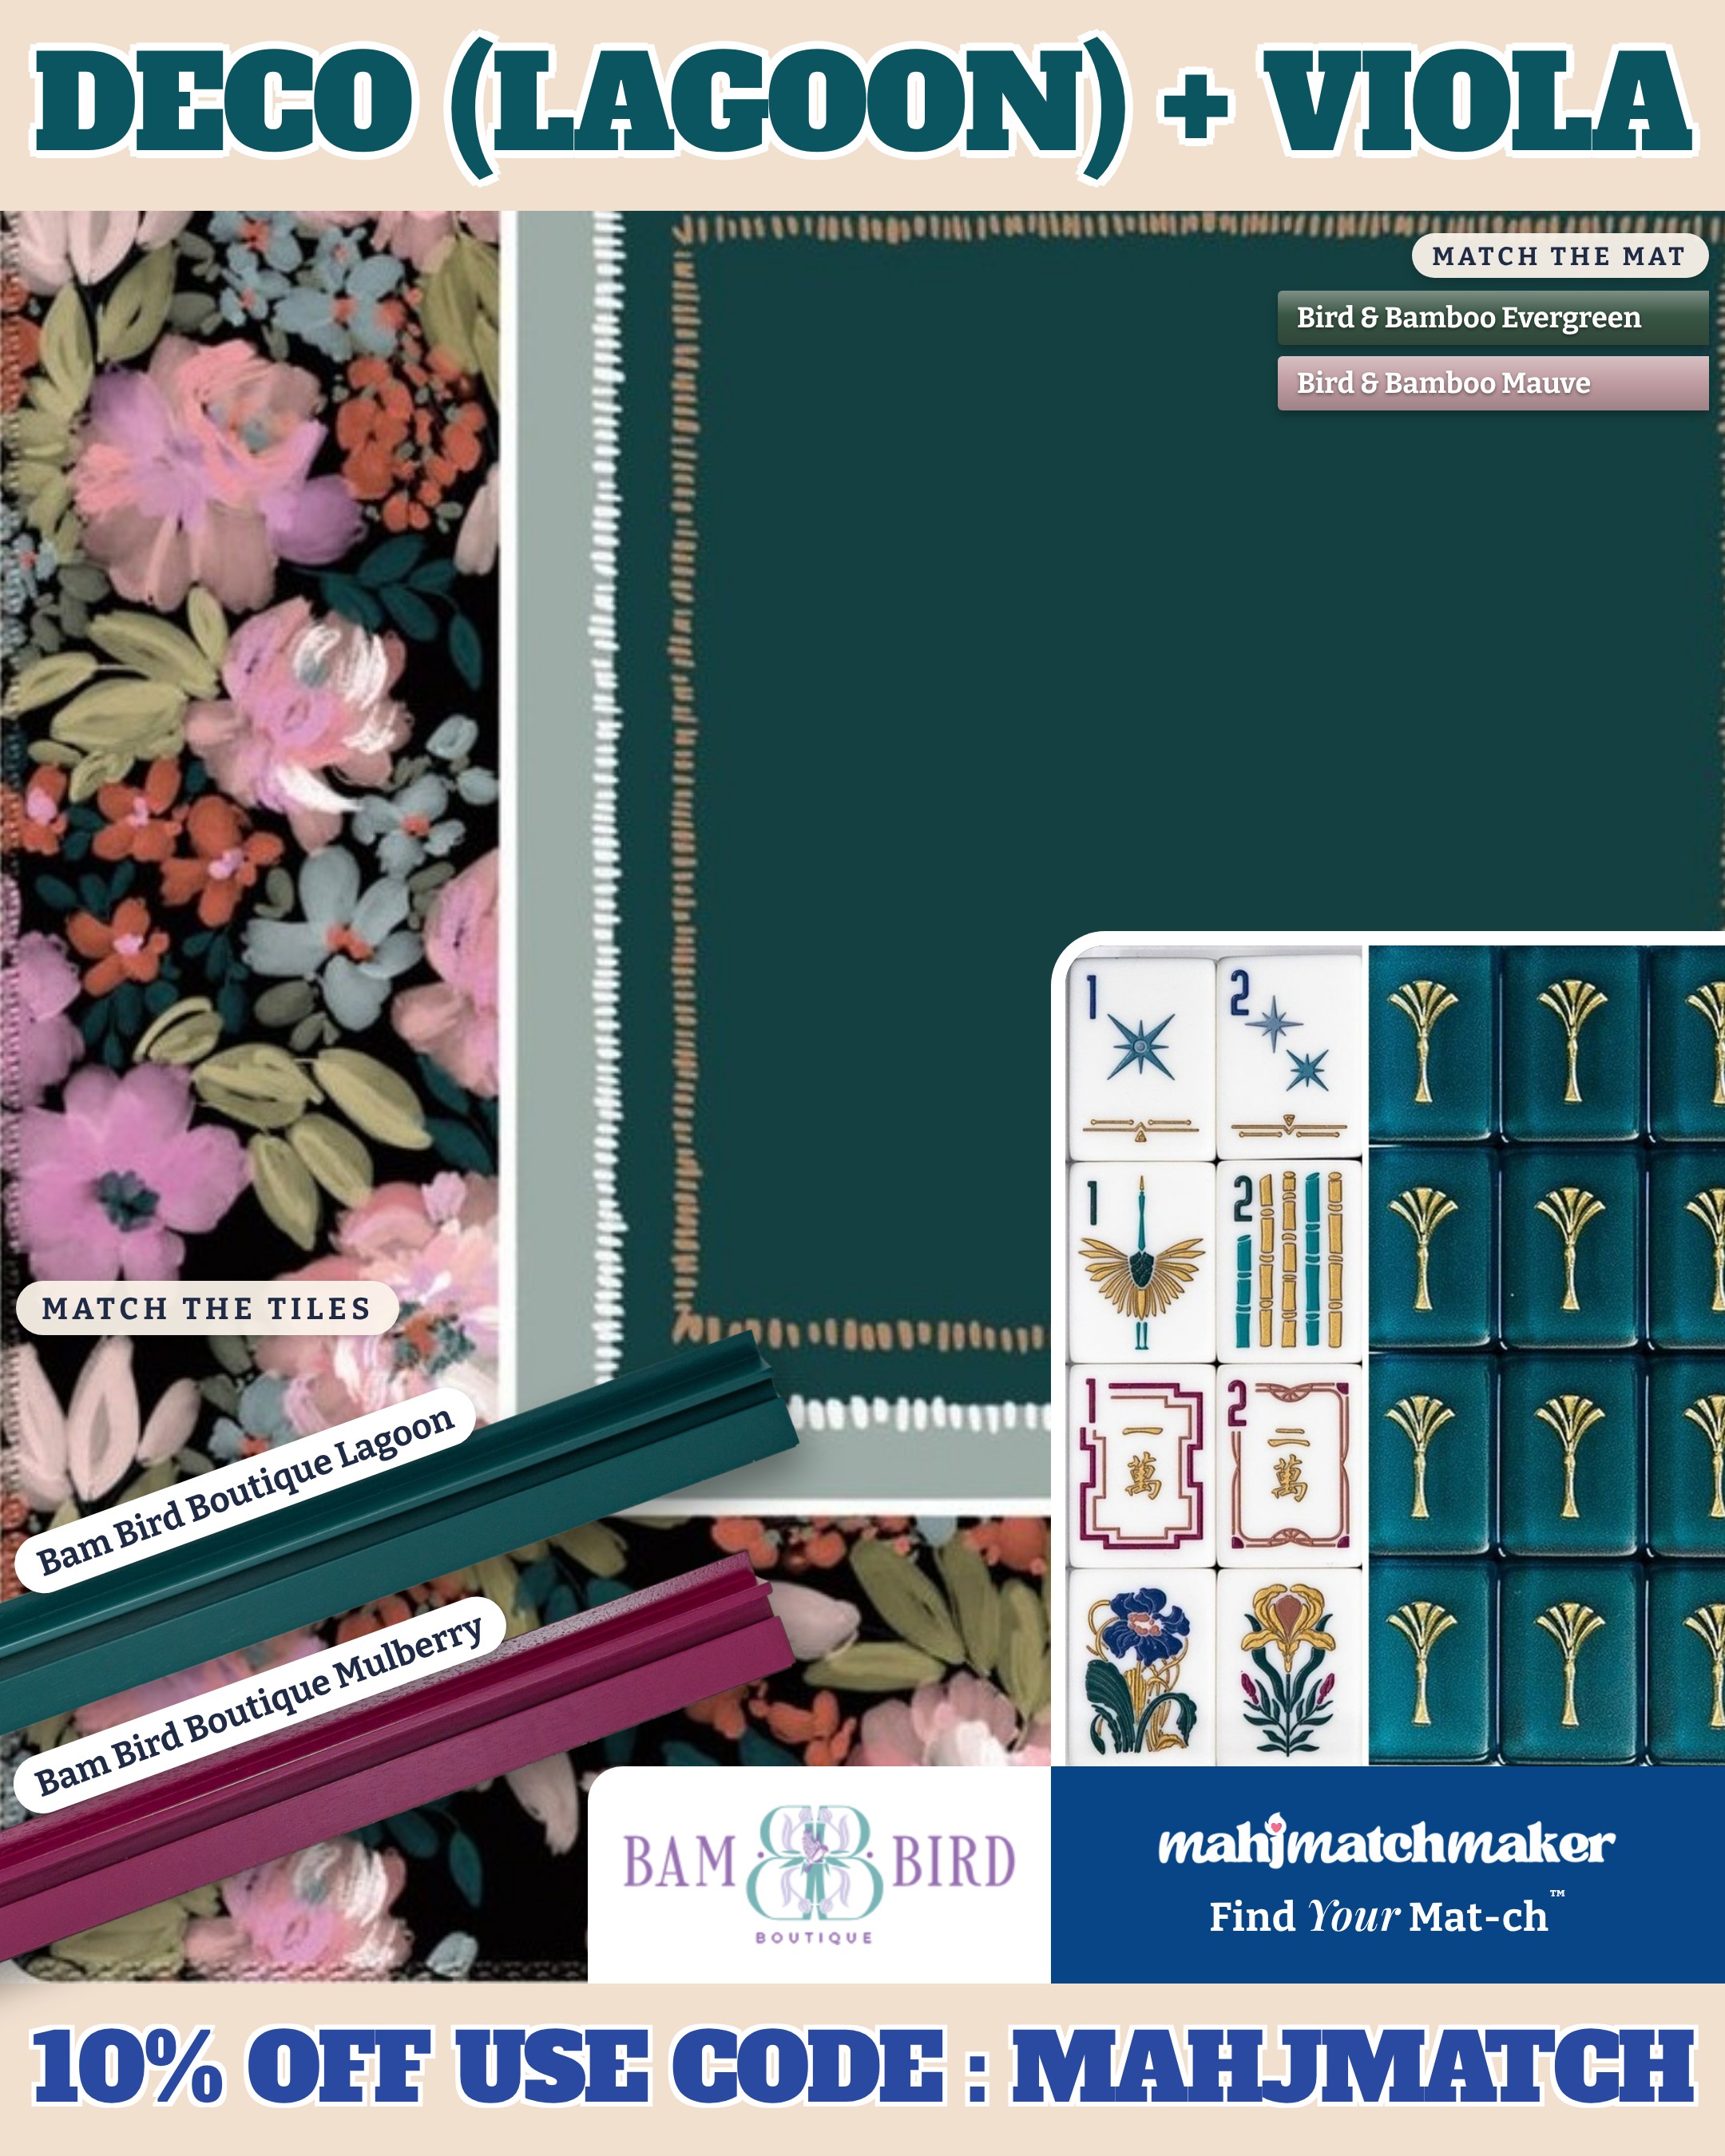 DECO (LAGOON) + VIOLA
MATCH THE MAT
Bird & Bamboo Evergreen
Bird & Bamboo Mauve
1 2
1 2
1 2
一 二
萬 萬
MATCH THE TILES
Bam Bird Boutique Lagoon
Bam Bird Boutique Mulberry
BAM BIRD
BOUTIQUE
mahjmatchmaker
Find Your Mat-ch™
10% OFF USE CODE : MAHJMATCH